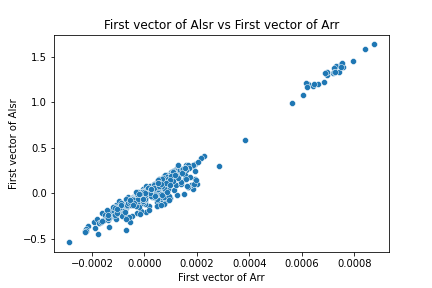 First vector of Alsr vs First vector of Arr
1.5
1.0
0.5
0.0
−0.5
First vector of Alsr
−0.0002 0.0000 0.0002 0.0004 0.0006 0.0008
First vector of Arr